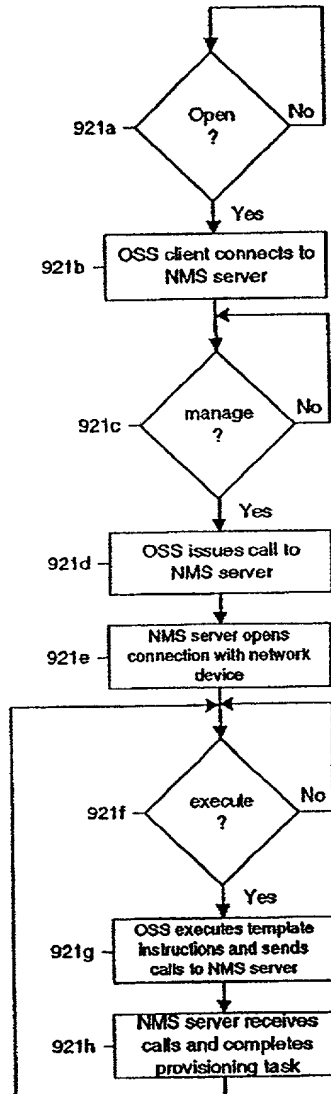 Open
?
No
921a
Yes
OSS client connects to
NMS server
921b
manage
?
No
921c
Yes
OSS issues call to
NMS server
921d
NMS server opens
connection with network
device
921e
execute
?
No
921f
Yes
OSS executes template
instructions and sends
calls to NMS server
921g
NMS server receives
calls and completes
provisioning task
921h